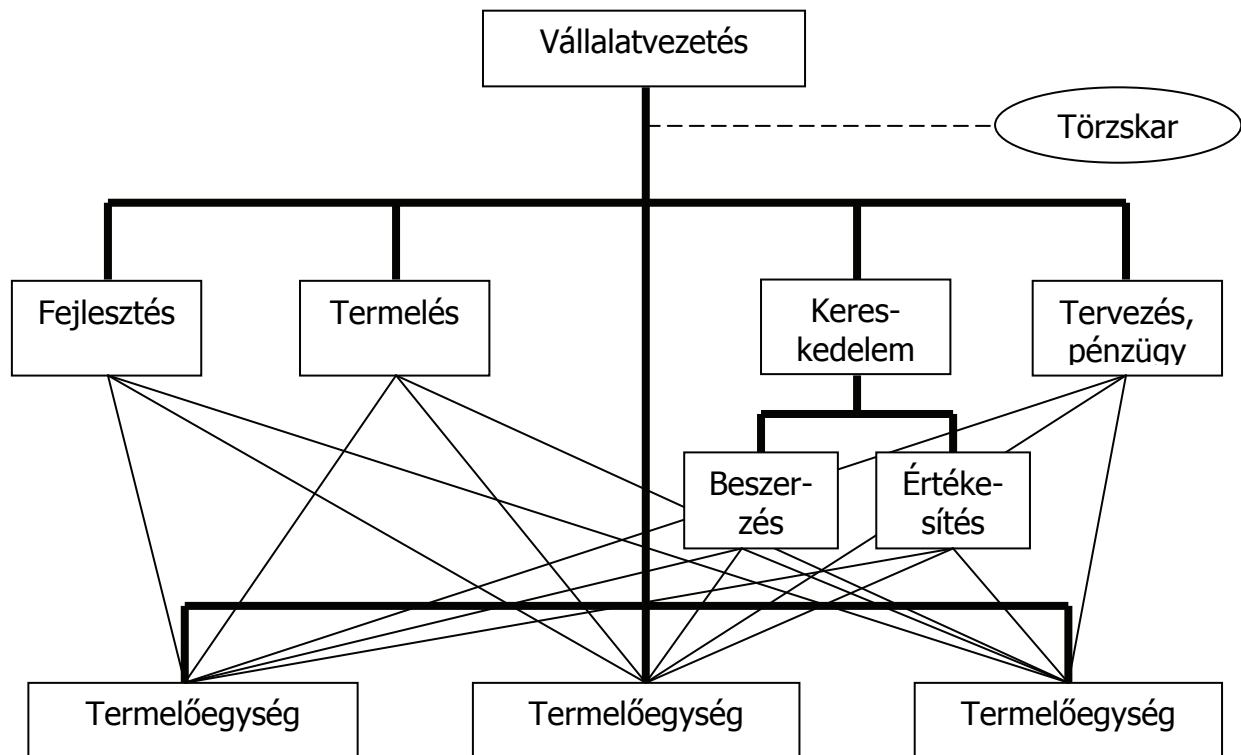 Vállalatvezetés
Törzskar
Fejlesztés
Termelés
Keres-
kedelem
Tervezés,
pénzügy
Beszer-
zés
Értéke-
sítés
Termelőegység
Termelőegység
Termelőegység